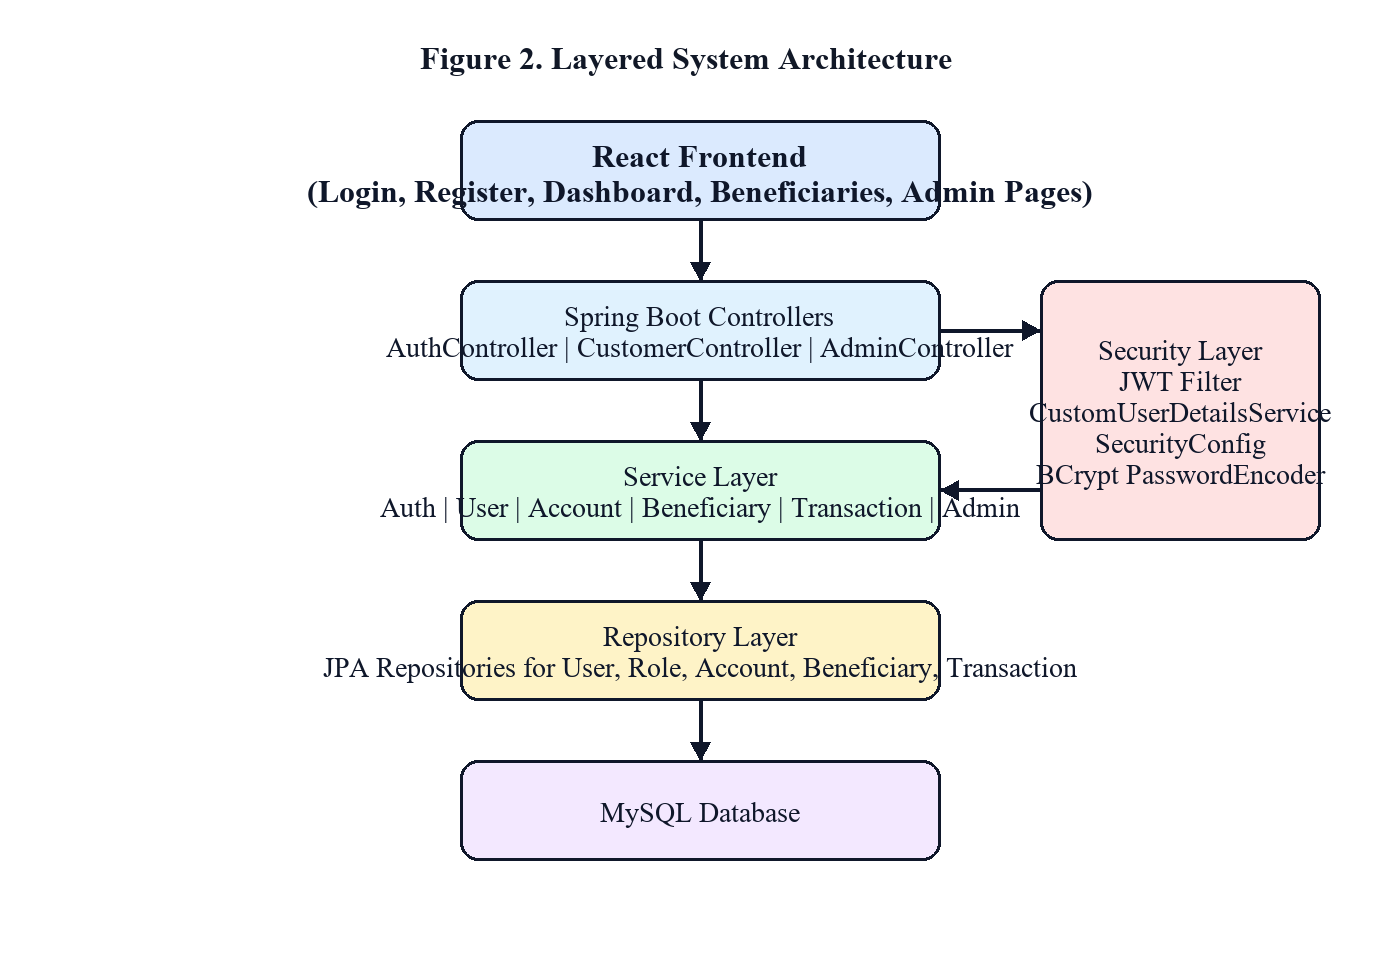 Figure 2. Layered System Architecture
React Frontend
(Login, Register, Dashboard, Beneficiaries, Admin Pages)
Spring Boot Controllers
AuthController | CustomerController | AdminController
Security Layer
JWT Filter
CustomUserDetailsService
SecurityConfig
BCrypt PasswordEncoder
Service Layer
Auth | User | Account | Beneficiary | Transaction | Admin
Repository Layer
JPA Repositories for User, Role, Account, Beneficiary, Transaction
MySQL Database